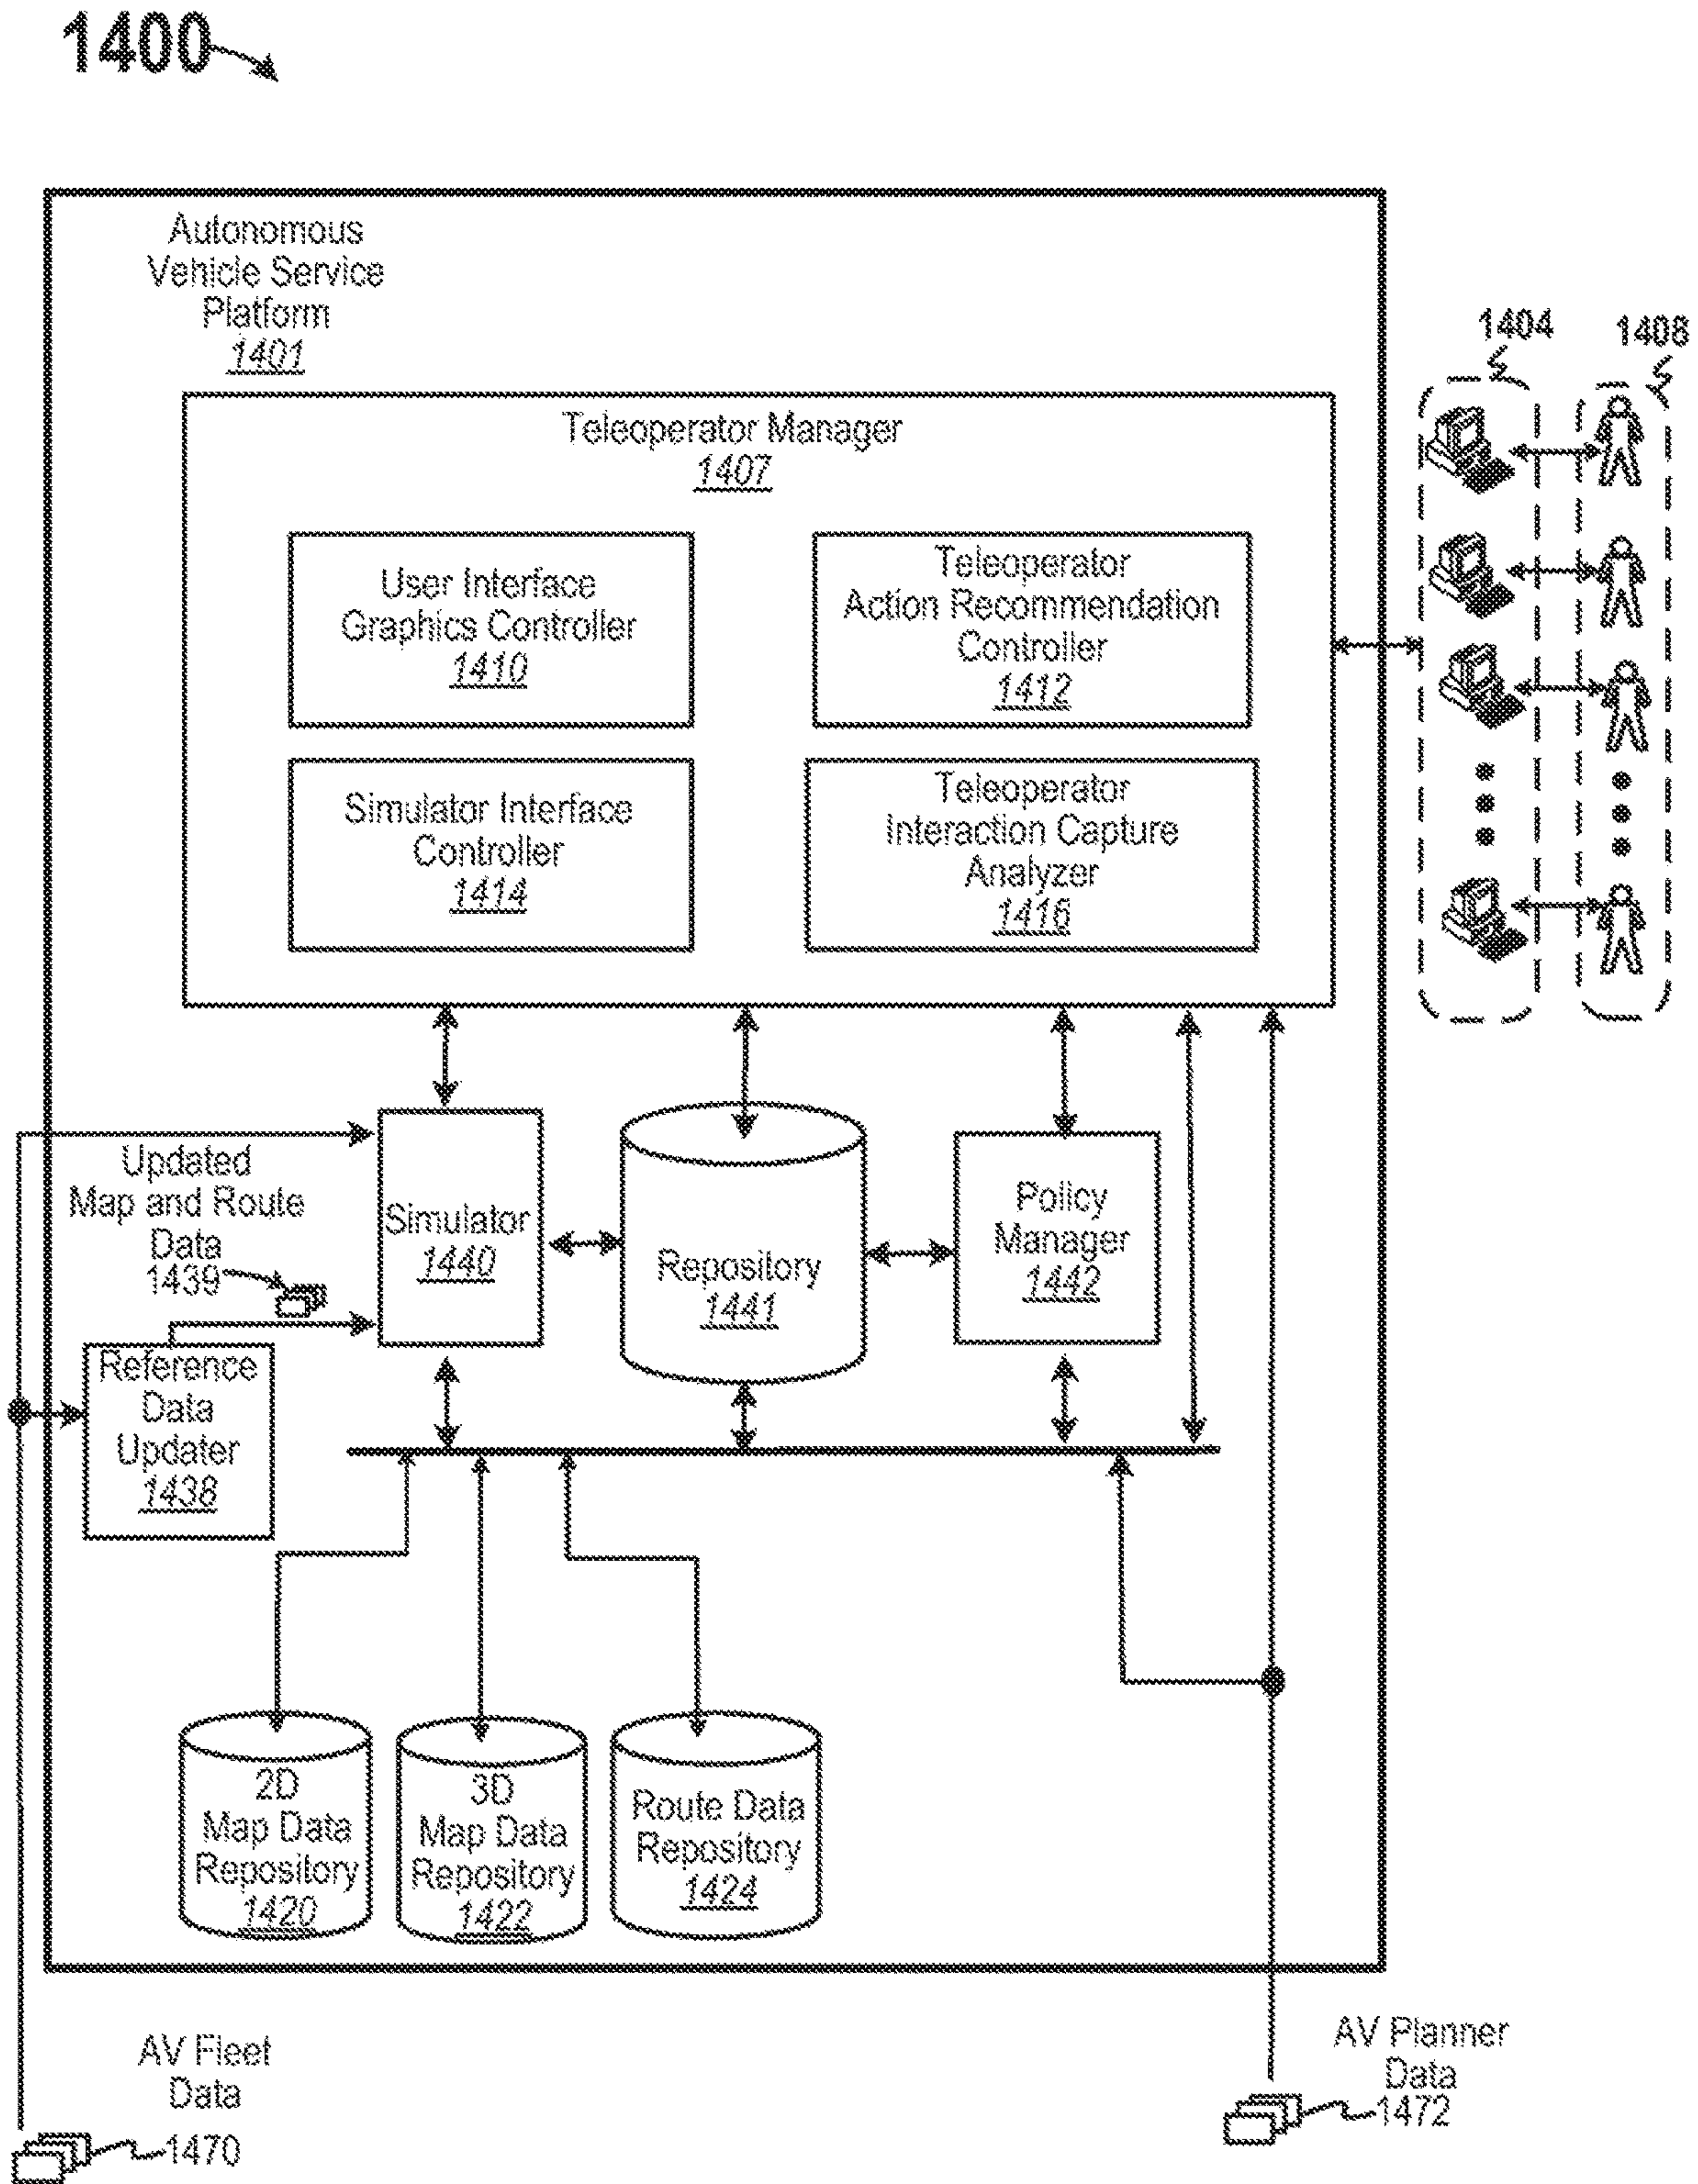 1400
Autonomous
Vehicle Service
Platform
1401
1404
1408
Teleoperator Manager
1407
User Interface
Graphics Controller
1410
Teleoperator
Action Recommendation
Controller
1412
Simulator Interface
Controller
1414
Teleoperator
Interaction Capture
Analyzer
1416
Updated
Map and Route
Data
1439
Simulator
1440
Repository
1441
Policy
Manager
1442
Reference
Data
Updater
1438
2D
Map Data
Repository
1420
3D
Map Data
Repository
1422
Route Data
Repository
1424
AV Fleet
Data
1470
AV Planner
Data
1472